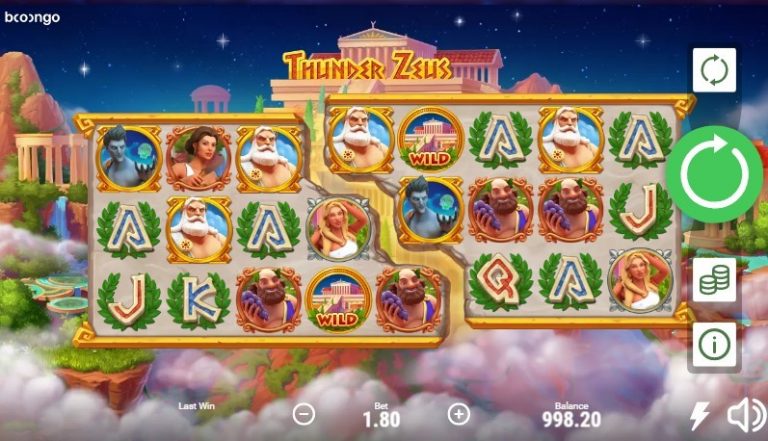 booongo
THUNDER ZEUS
WILD A A
A A J
J K WILD Q A
Last Win Bet Balance
1.80 998.20